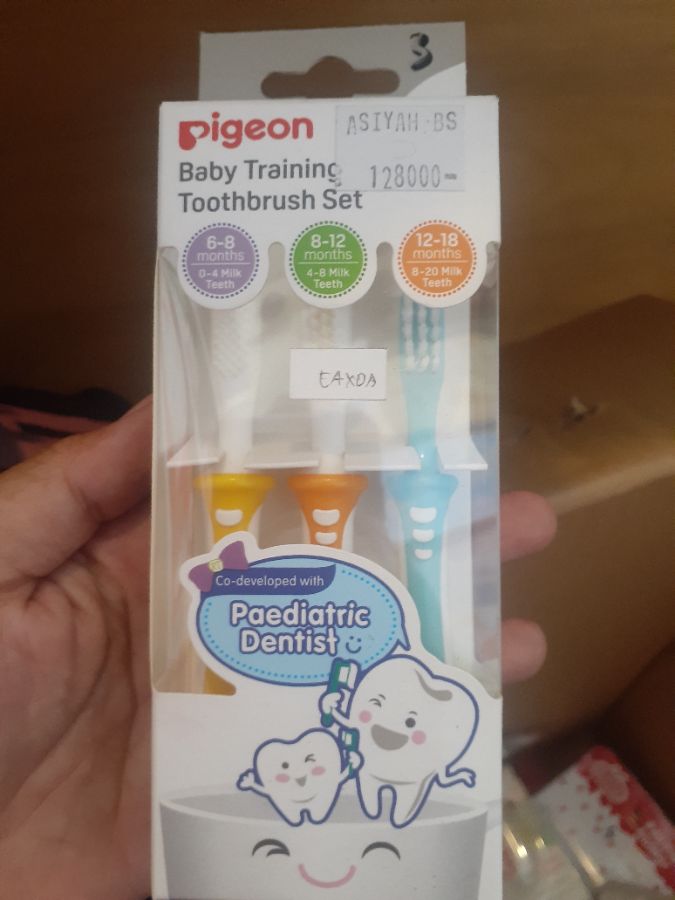 3
pigeon
ASIYAH-BS
128000
Baby Training
Toothbrush Set
6-8
months
0-4 Milk
Teeth
8-12
months
4-8 Milk
Teeth
12-18
months
8-20 Milk
Teeth
EAXDA
Co-developed with
Paediatric
Dentist